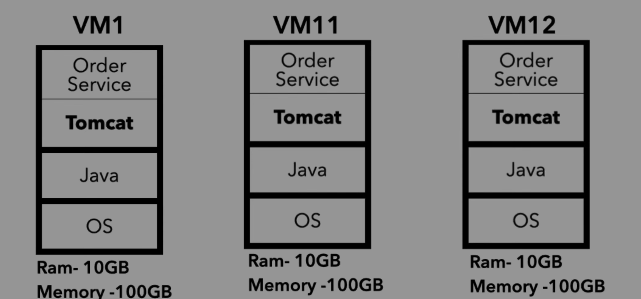 VM1
Order
Service
Tomcat
Java
OS
Ram- 10GB
Memory -100GB
VM11
Order
Service
Tomcat
Java
OS
Ram- 10GB
Memory -100GB
VM12
Order
Service
Tomcat
Java
OS
Ram- 10GB
Memory -100GB